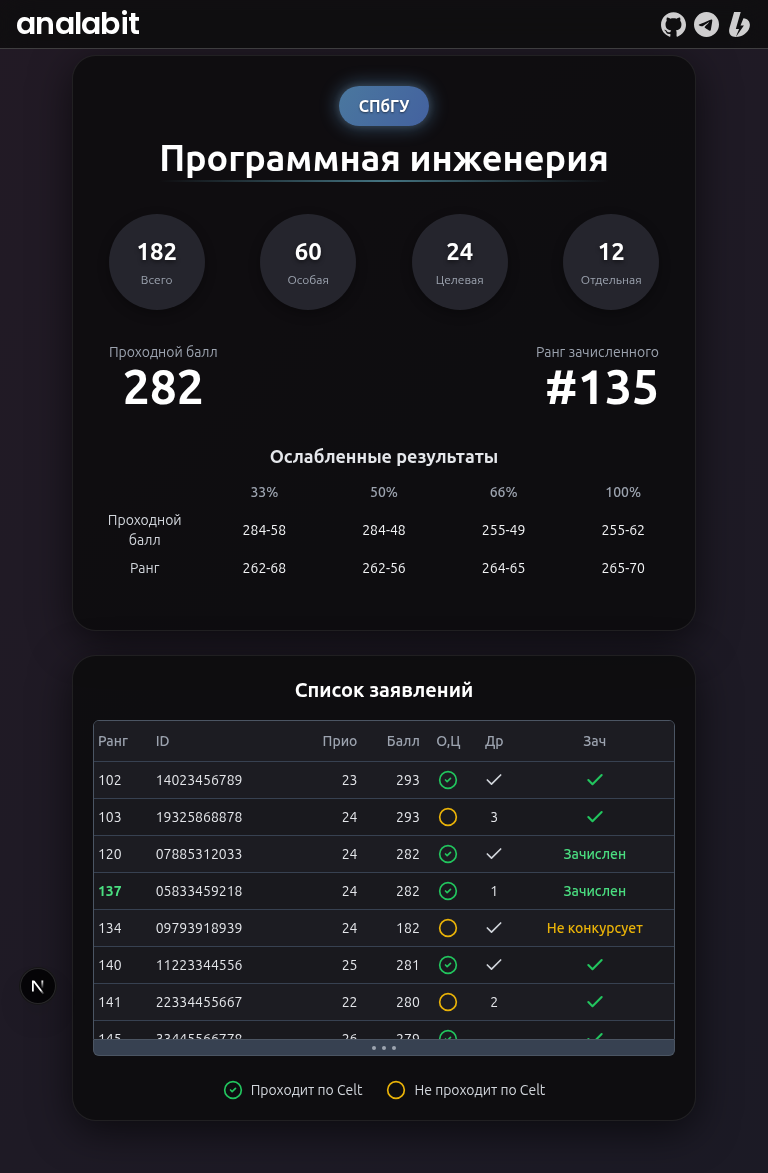 analabit
СПбГУ
Программная инженерия
182 60 24 12
Всего Особая Целевая Отдельная
Проходной балл Ранг зачисленного
282 #135
Ослабленные результаты
33% 50% 66% 100%
Проходной
балл 284-58 284-48 255-49 255-62
Ранг 262-68 262-56 264-65 265-70
Список заявлений
Ранг ID Прио Балл О,Ц Др Зач
102 14023456789 23 293
103 19325868878 24 293 3
120 07885312033 24 282 Зачислен
137 05833459218 24 282 1 Зачислен
134 09793918939 24 182 Не конкурсует
140 11223344556 25 281
141 22334455667 22 280 2
145 33445566778 26 279
N
Проходит по Celt Не проходит по Celt